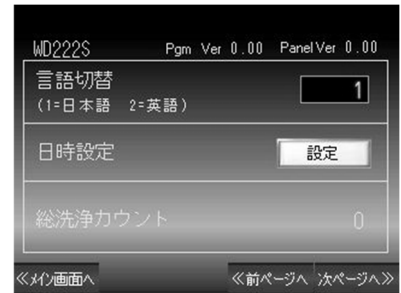 WD222S Pgm Ver 0.00 Panel Ver 0.00
言語切替 1
(1=日本語 2=英語)
日時設定 設定
総洗浄カウント 0
≪メイン画面へ ≪前ページへ 次ページへ≫